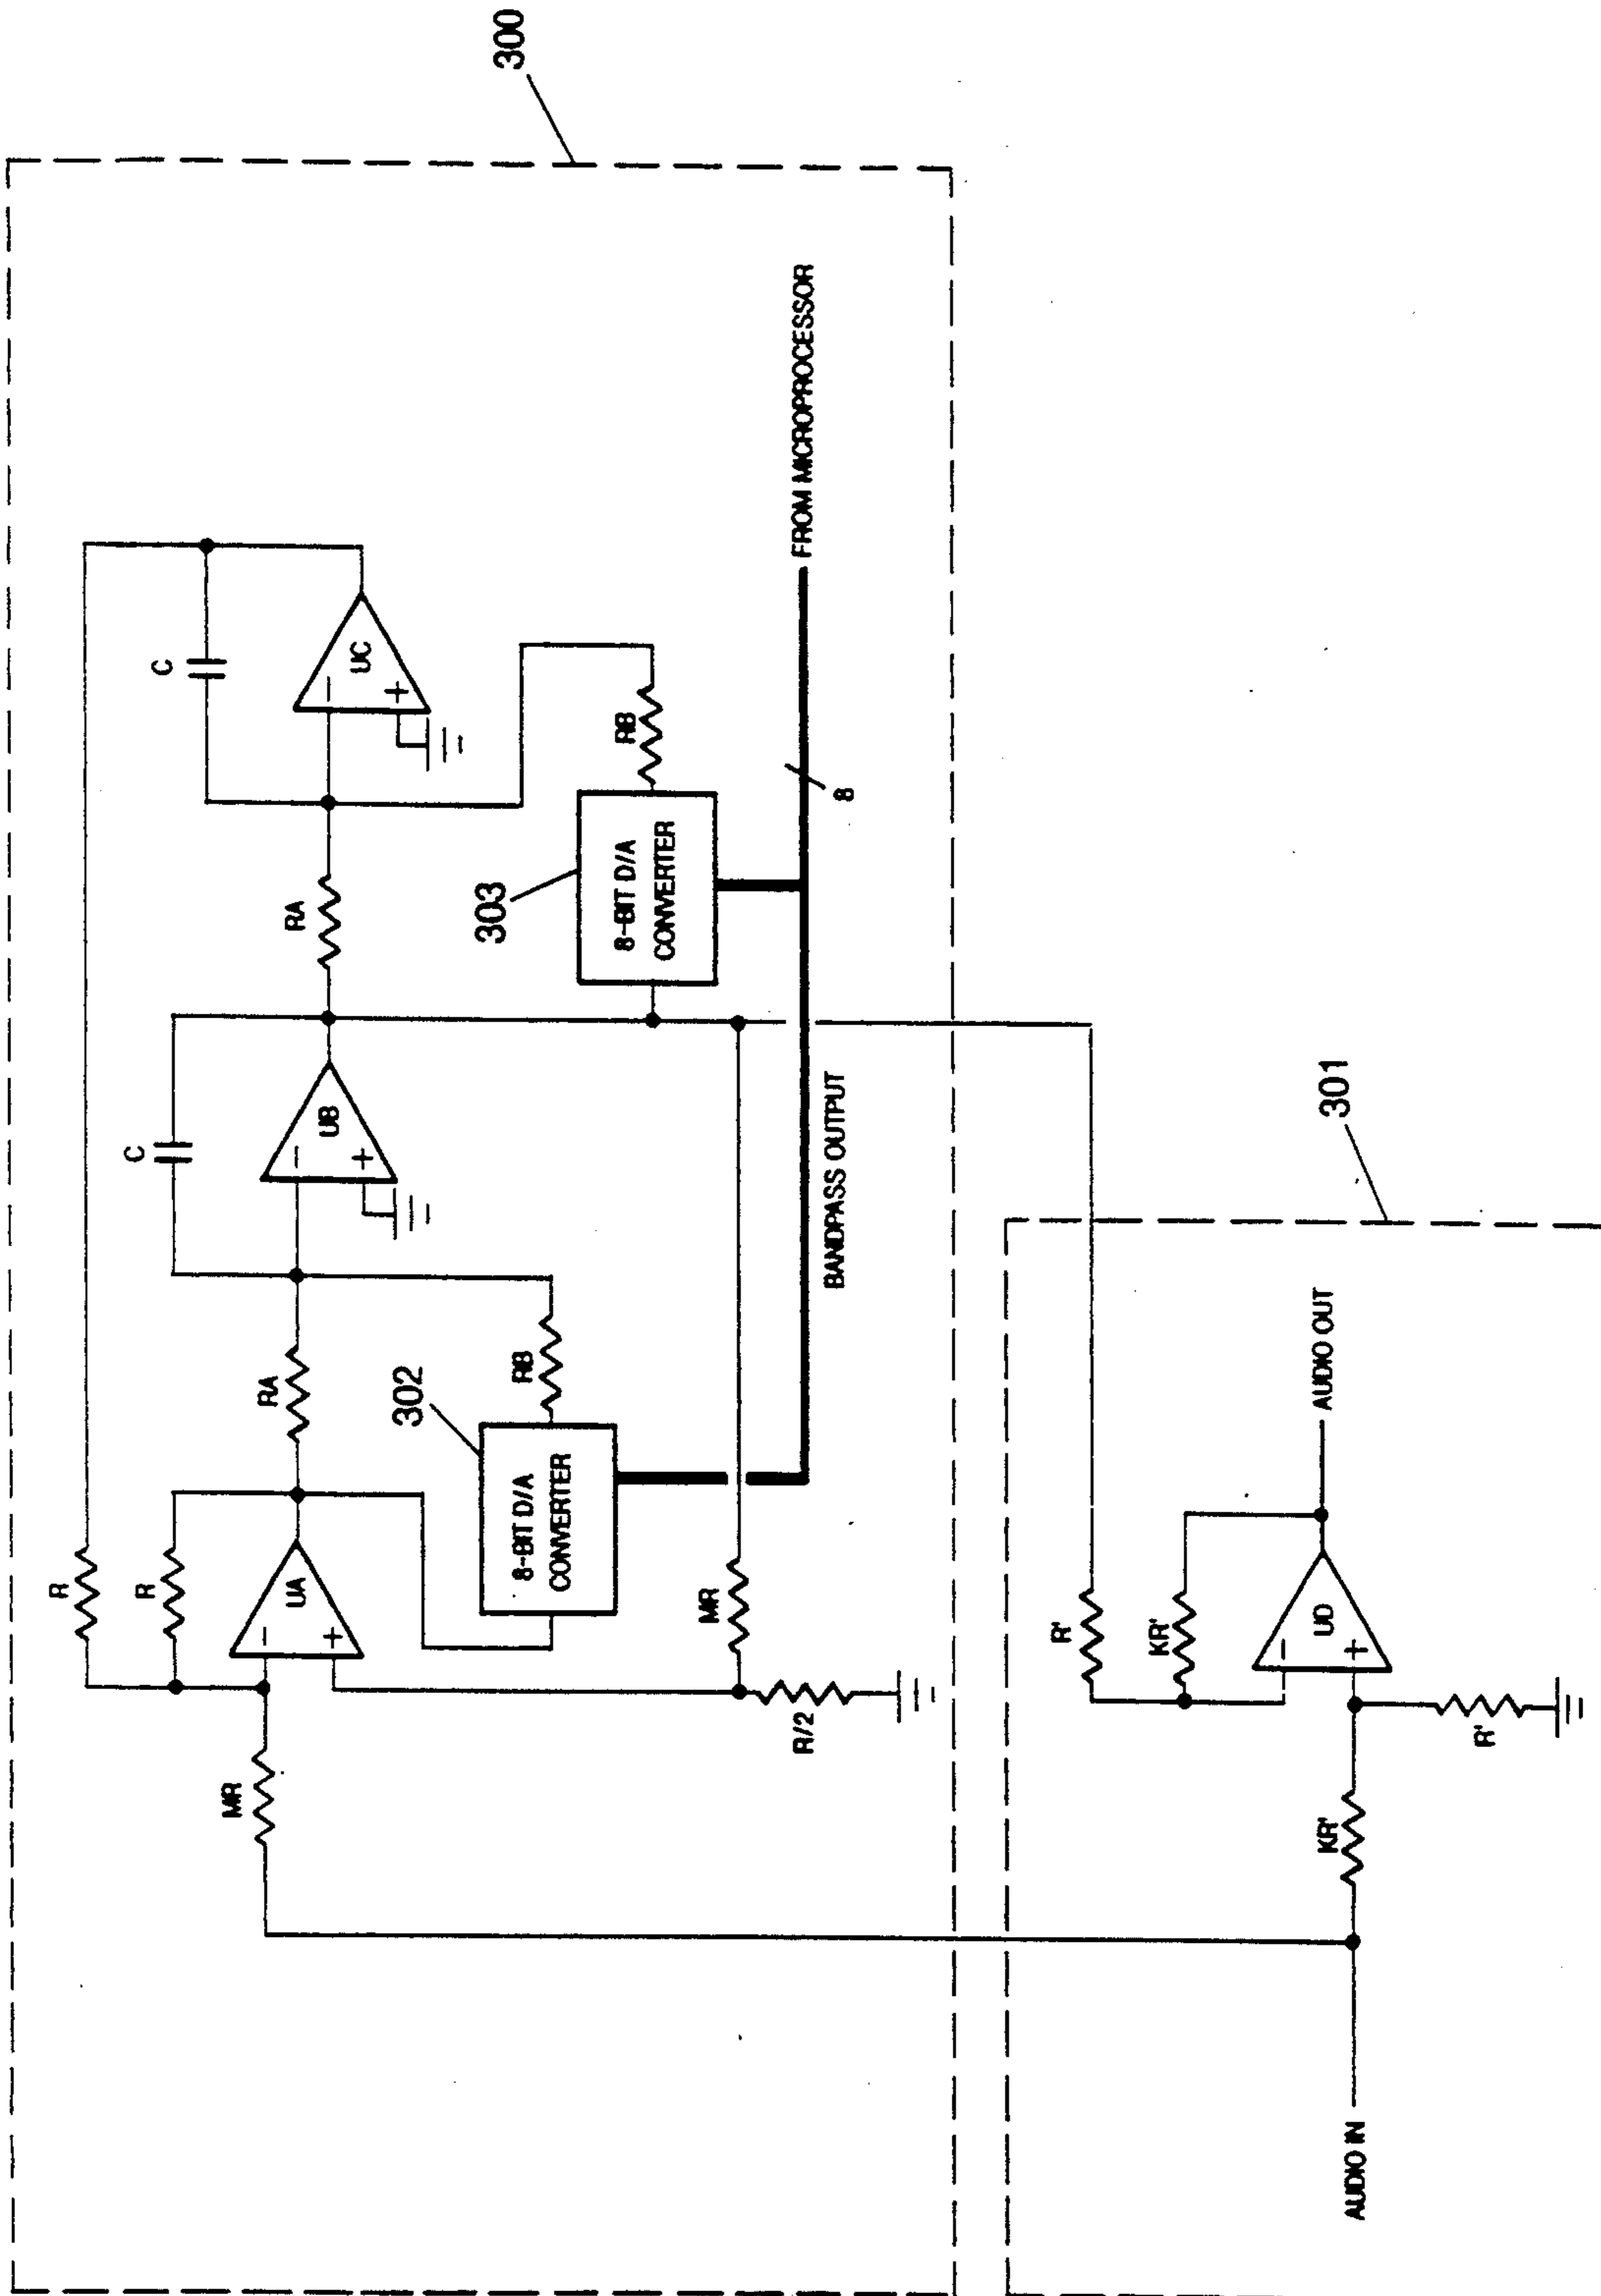 300
C
UC
−
+
RB
FROM MICROPROCESSOR
8
RA
303
8-BIT D/A
CONVERTER
C
UB
−
+
BANDPASS OUTPUT
301
RA
302
RB
8-BIT D/A
CONVERTER
R
R
UA
−
+
MR
R/2
MR
AUDIO OUT
R'
KR'
UD
−
+
R'
KR'
AUDIO IN